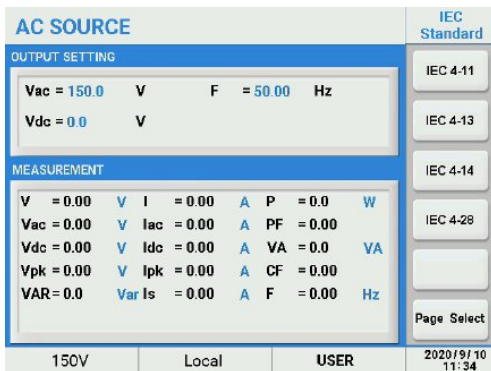 AC SOURCE
IEC
Standard
OUTPUT SETTING
Vac = 150.0 V F = 50.00 Hz
Vdc = 0.0 V
MEASUREMENT
V = 0.00 V I = 0.00 A P = 0.0 W
Vac = 0.00 V Iac = 0.00 A PF = 0.00
Vdc = 0.00 V Idc = 0.00 A VA = 0.0 VA
Vpk = 0.00 V Ipk = 0.00 A CF = 0.00
VAR= 0.0 Var Is = 0.00 A F = 0.00 Hz
IEC 4-11
IEC 4-13
IEC 4-14
IEC 4-28
Page Select
150V Local USER
2020/9/10
11:34